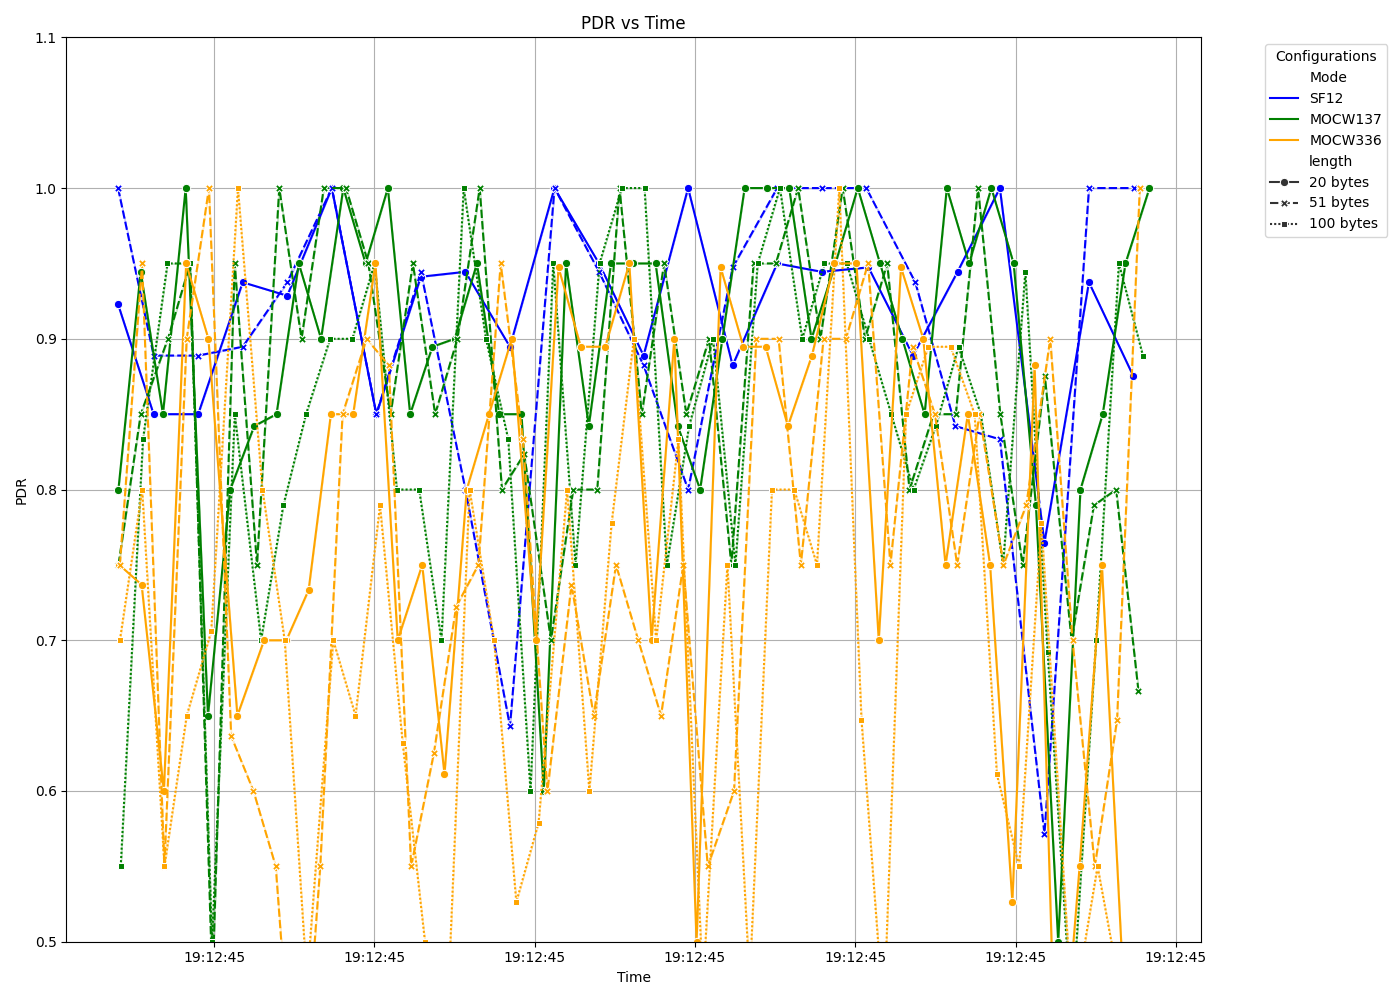 PDR vs Time
1.1
1.0
0.9
0.8
0.7
0.6
0.5
PDR
19:12:45
19:12:45
19:12:45
19:12:45
19:12:45
19:12:45
19:12:45
Time
Configurations
Mode
SF12
MOCW137
MOCW336
length
20 bytes
51 bytes
100 bytes